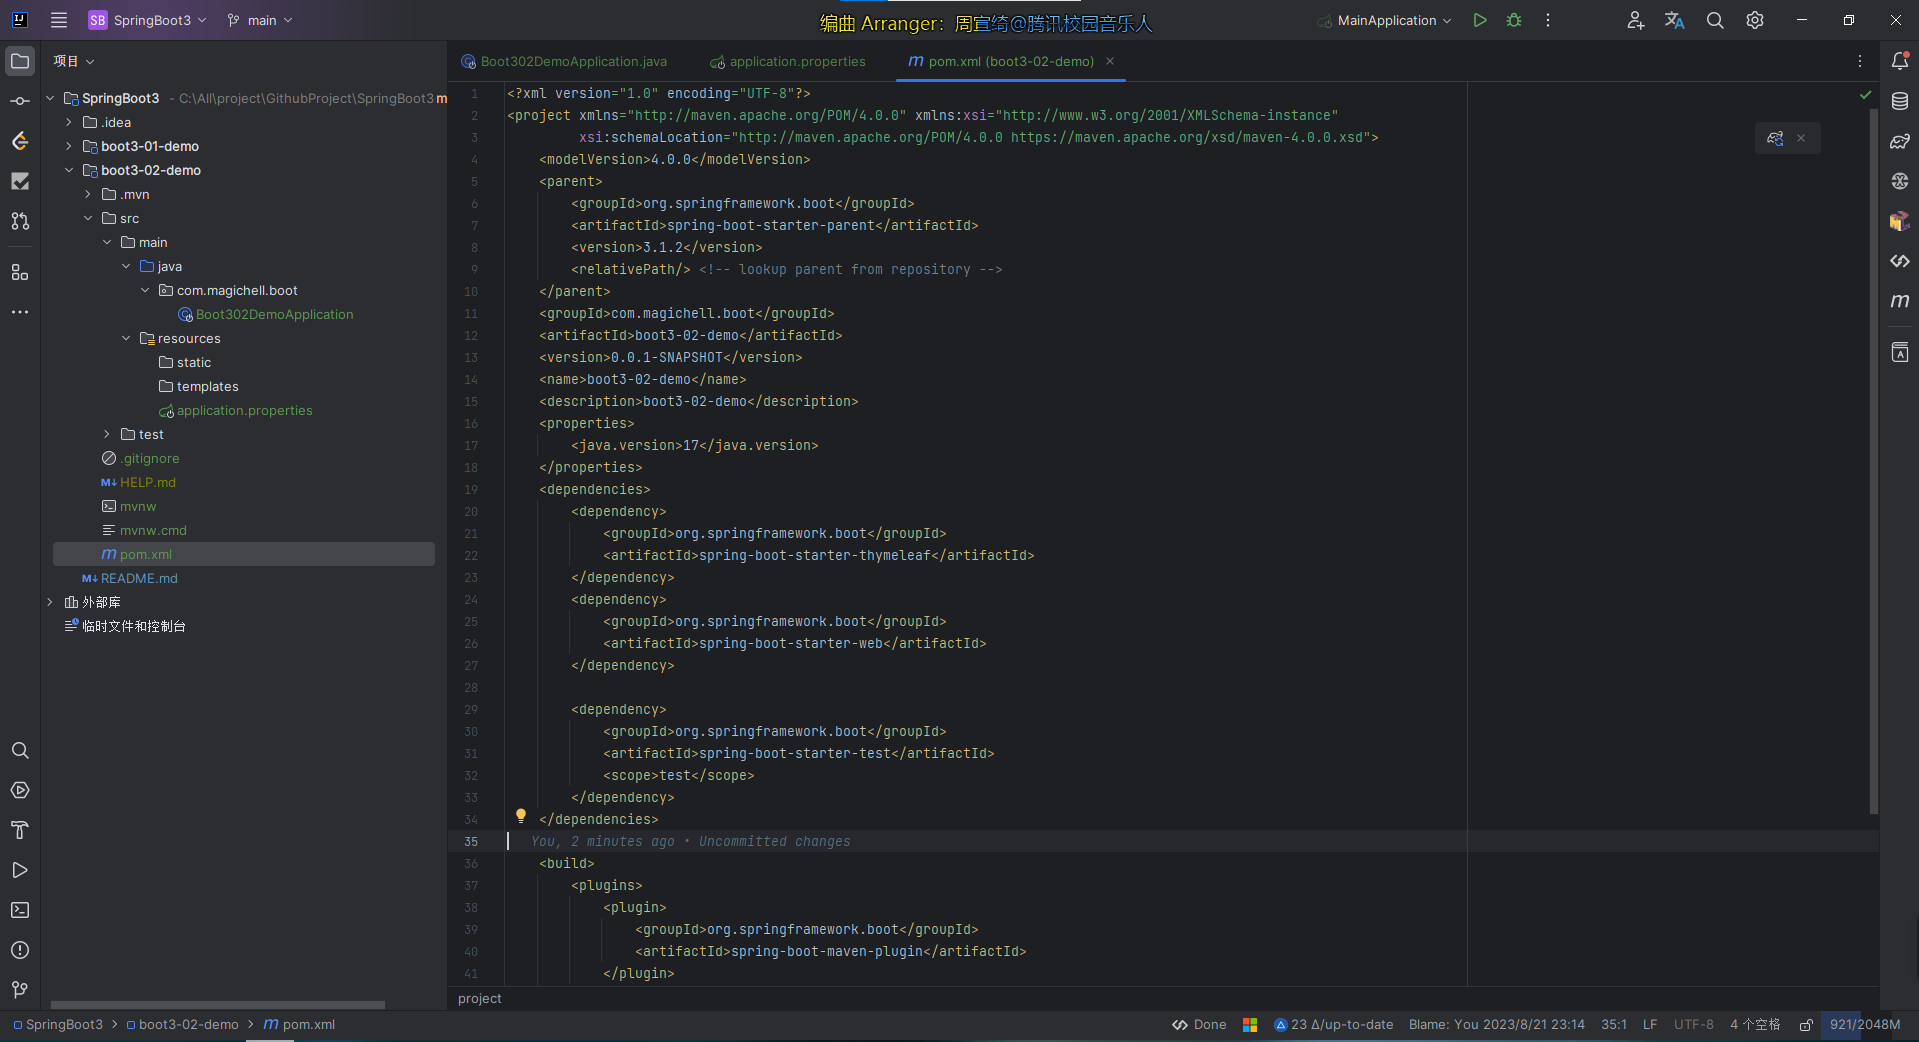 SB SpringBoot3 main 编曲 Arranger：周宣绮@腾讯校园音乐人 MainApplication
项目
SpringBoot3 - C:\All\project\GithubProject\SpringBoot3 m
.idea
boot3-01-demo
boot3-02-demo
.mvn
src
main
java
com.magichell.boot
Boot302DemoApplication
resources
static
templates
application.properties
test
.gitignore
M↓ HELP.md
mvnw
mvnw.cmd
m pom.xml
M↓ README.md
外部库
临时文件和控制台
Boot302DemoApplication.java application.properties m pom.xml (boot3-02-demo)
1 <?xml version="1.0" encoding="UTF-8"?>
2 <project xmlns="http://maven.apache.org/POM/4.0.0" xmlns:xsi="http://www.w3.org/2001/XMLSchema-instance"
3 xsi:schemaLocation="http://maven.apache.org/POM/4.0.0 https://maven.apache.org/xsd/maven-4.0.0.xsd">
4 <modelVersion>4.0.0</modelVersion>
5 <parent>
6 <groupId>org.springframework.boot</groupId>
7 <artifactId>spring-boot-starter-parent</artifactId>
8 <version>3.1.2</version>
9 <relativePath/> <!-- lookup parent from repository -->
10 </parent>
11 <groupId>com.magichell.boot</groupId>
12 <artifactId>boot3-02-demo</artifactId>
13 <version>0.0.1-SNAPSHOT</version>
14 <name>boot3-02-demo</name>
15 <description>boot3-02-demo</description>
16 <properties>
17 <java.version>17</java.version>
18 </properties>
19 <dependencies>
20 <dependency>
21 <groupId>org.springframework.boot</groupId>
22 <artifactId>spring-boot-starter-thymeleaf</artifactId>
23 </dependency>
24 <dependency>
25 <groupId>org.springframework.boot</groupId>
26 <artifactId>spring-boot-starter-web</artifactId>
27 </dependency>
28
29 <dependency>
30 <groupId>org.springframework.boot</groupId>
31 <artifactId>spring-boot-starter-test</artifactId>
32 <scope>test</scope>
33 </dependency>
34 </dependencies>
35 You, 2 minutes ago • Uncommitted changes
36 <build>
37 <plugins>
38 <plugin>
39 <groupId>org.springframework.boot</groupId>
40 <artifactId>spring-boot-maven-plugin</artifactId>
41 </plugin>
project
SpringBoot3 > boot3-02-demo > m pom.xml Done 23 Δ/up-to-date Blame: You 2023/8/21 23:14 35:1 LF UTF-8 4 个空格 921/2048M